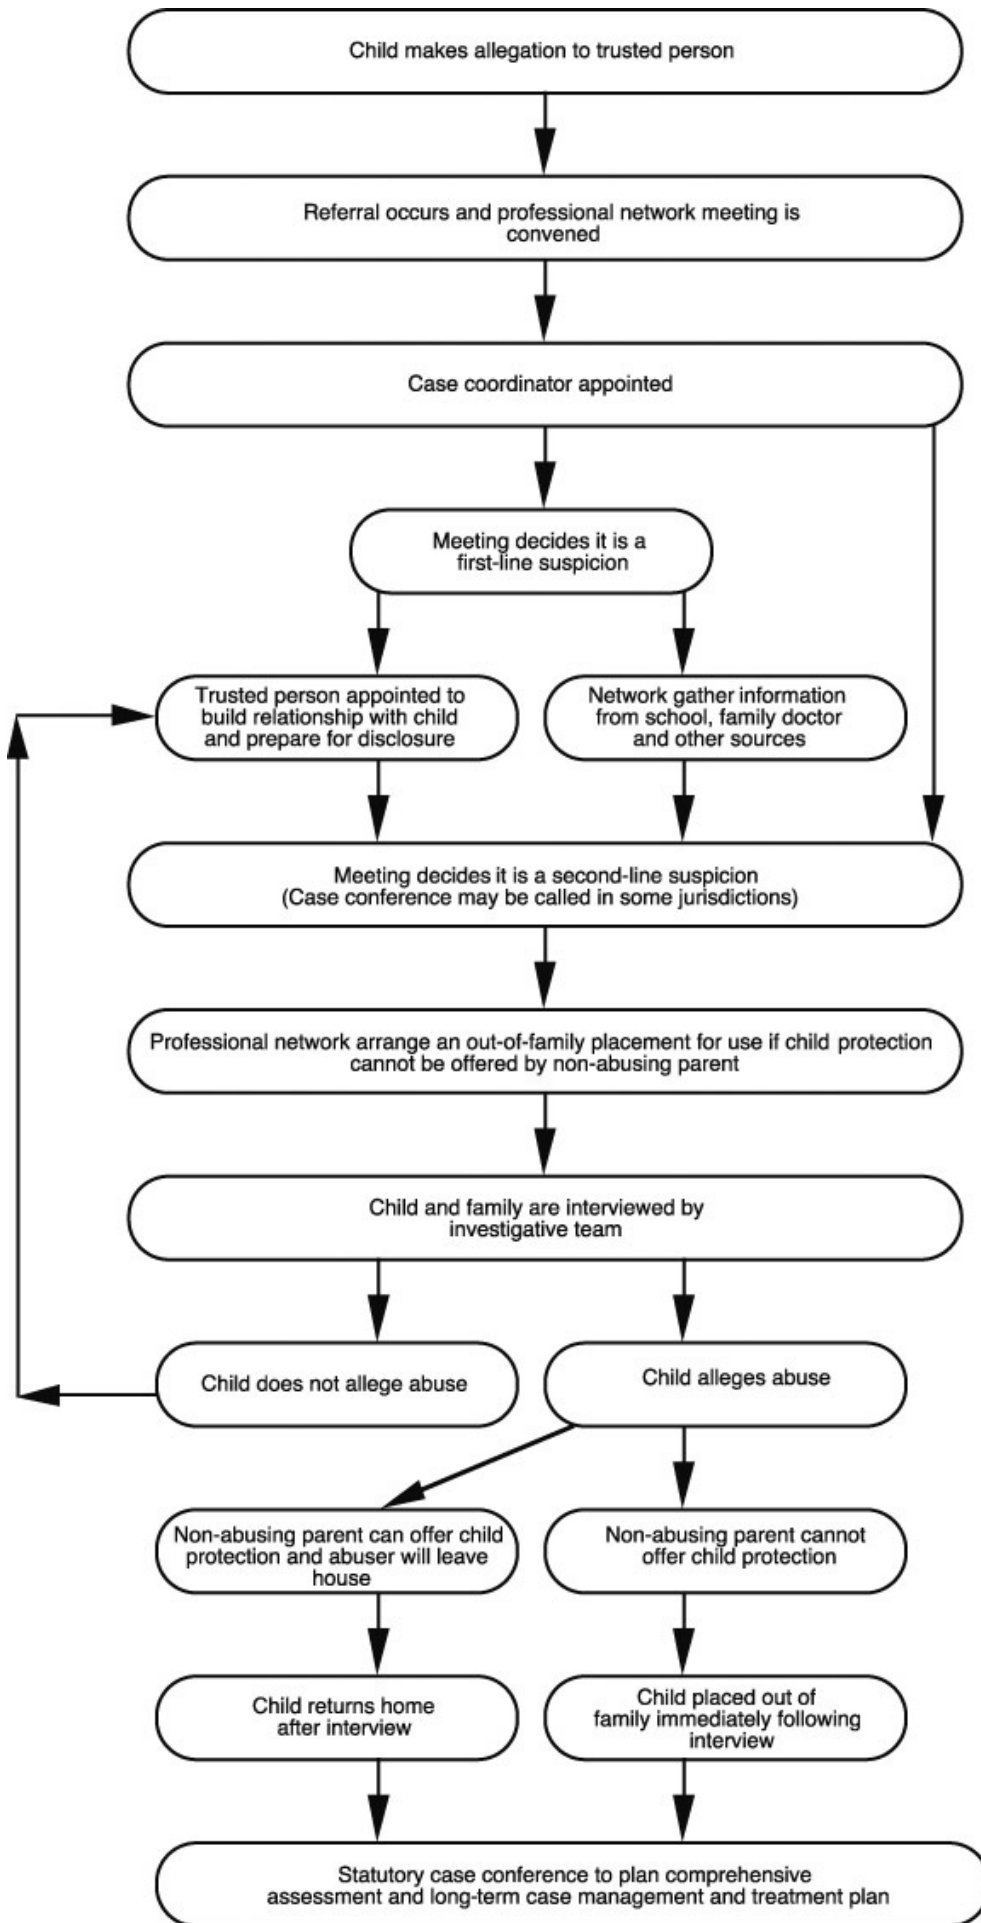 Child makes allegation to trusted person
Referral occurs and professional network meeting is
convened
Case coordinator appointed
Meeting decides it is a
first-line suspicion
Trusted person appointed to
build relationship with child
and prepare for disclosure
Network gather information
from school, family doctor
and other sources
Meeting decides it is a second-line suspicion
(Case conference may be called in some jurisdictions)
Professional network arrange an out-of-family placement for use if child protection
cannot be offered by non-abusing parent
Child and family are interviewed by
investigative team
Child does not allege abuse
Child alleges abuse
Non-abusing parent can offer child
protection and abuser will leave
house
Non-abusing parent cannot
offer child protection
Child returns home
after interview
Child placed out of
family immediately following
interview
Statutory case conference to plan comprehensive
assessment and long-term case management and treatment plan